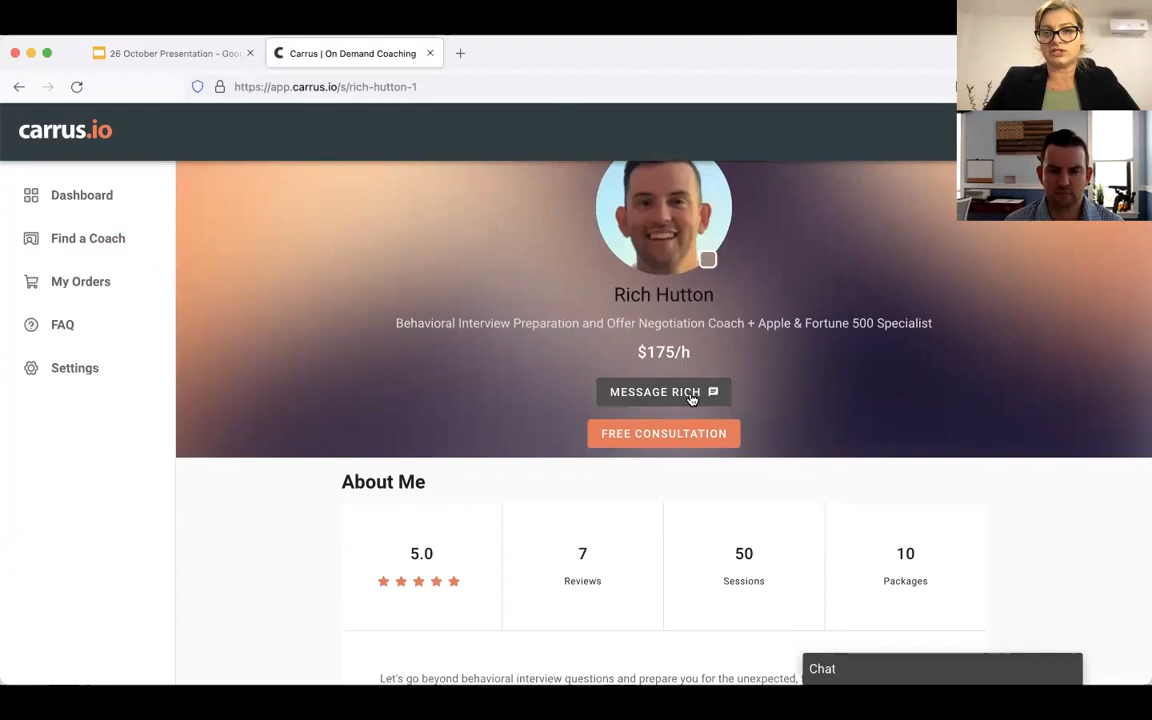 26 October Presentation - Goo
Carrus | On Demand Coaching
https://app.carrus.io/s/rich-hutton-1
carrus.io
Dashboard
Find a Coach
My Orders
FAQ
Settings
Rich Hutton
Behavioral Interview Preparation and Offer Negotiation Coach + Apple & Fortune 500 Specialist
$175/h
MESSAGE RICH
FREE CONSULTATION
About Me
5.0
Reviews
7
Sessions
50
Packages
10
Let's go beyond behavioral interview questions and prepare you for the unexpected,
Chat